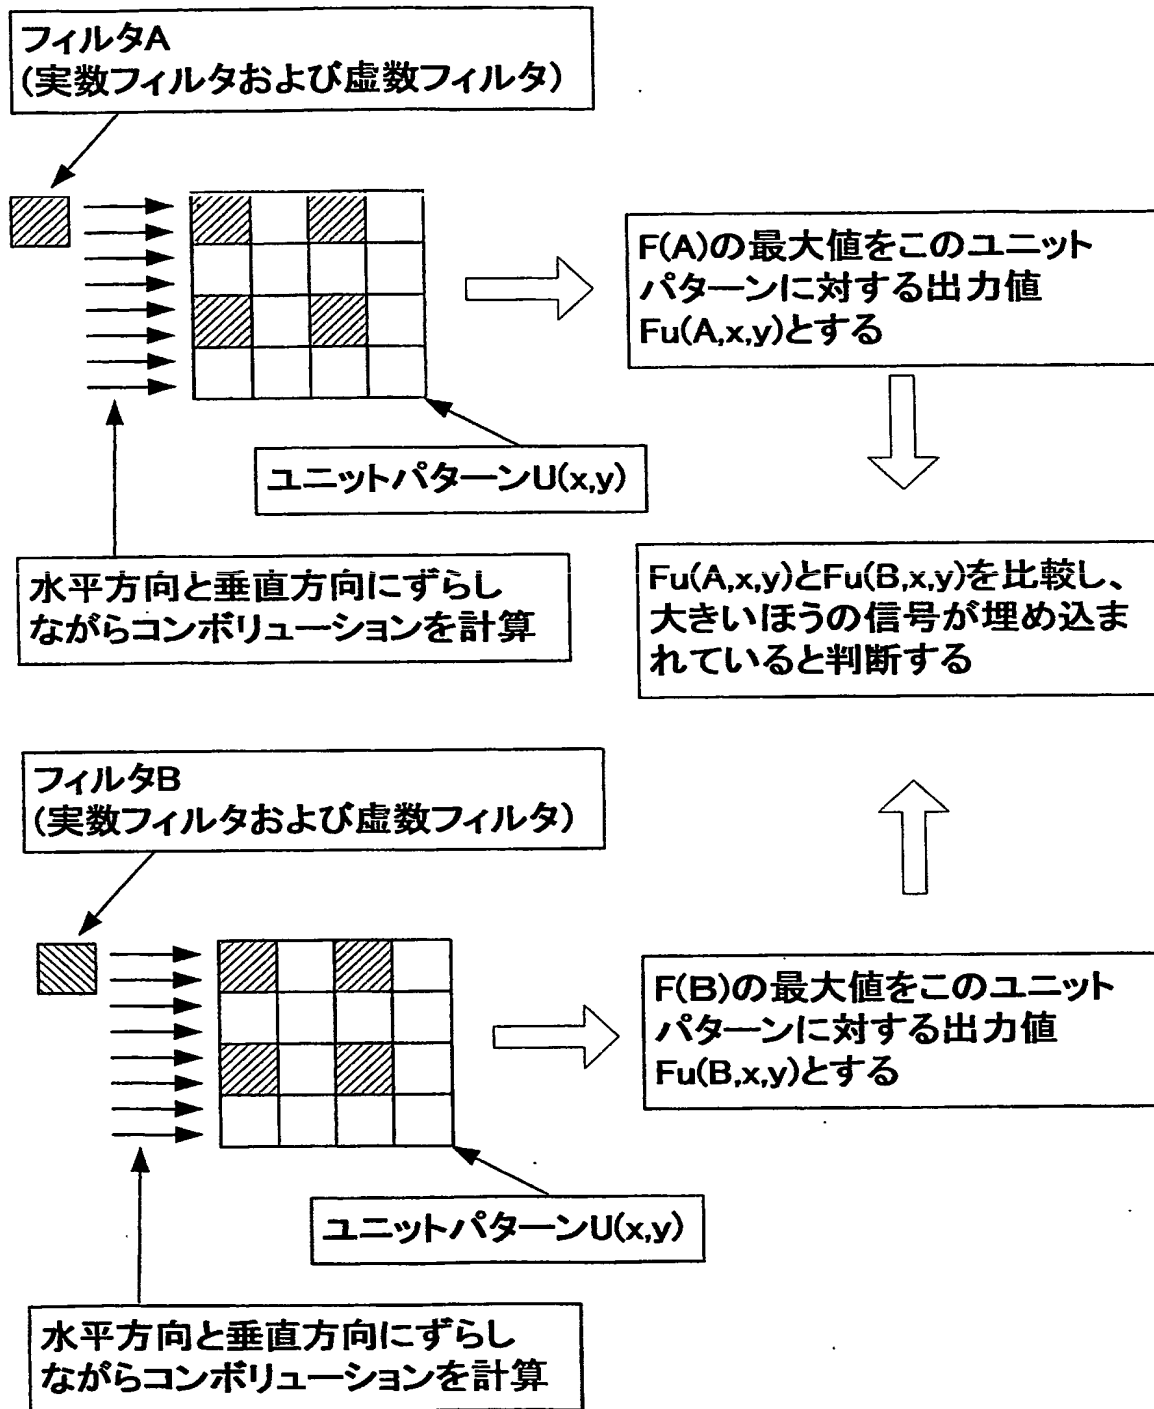 フィルタA
(実数フィルタおよび虚数フィルタ)
F(A)の最大値をこのユニット
パターンに対する出力値
Fu(A,x,y)とする
ユニットパターンU(x,y)
水平方向と垂直方向にずらし
ながらコンボリューションを計算
Fu(A,x,y)とFu(B,x,y)を比較し、
大きいほうの信号が埋め込ま
れていると判断する
フィルタB
(実数フィルタおよび虚数フィルタ)
F(B)の最大値をこのユニット
パターンに対する出力値
Fu(B,x,y)とする
ユニットパターンU(x,y)
水平方向と垂直方向にずらし
ながらコンボリューションを計算